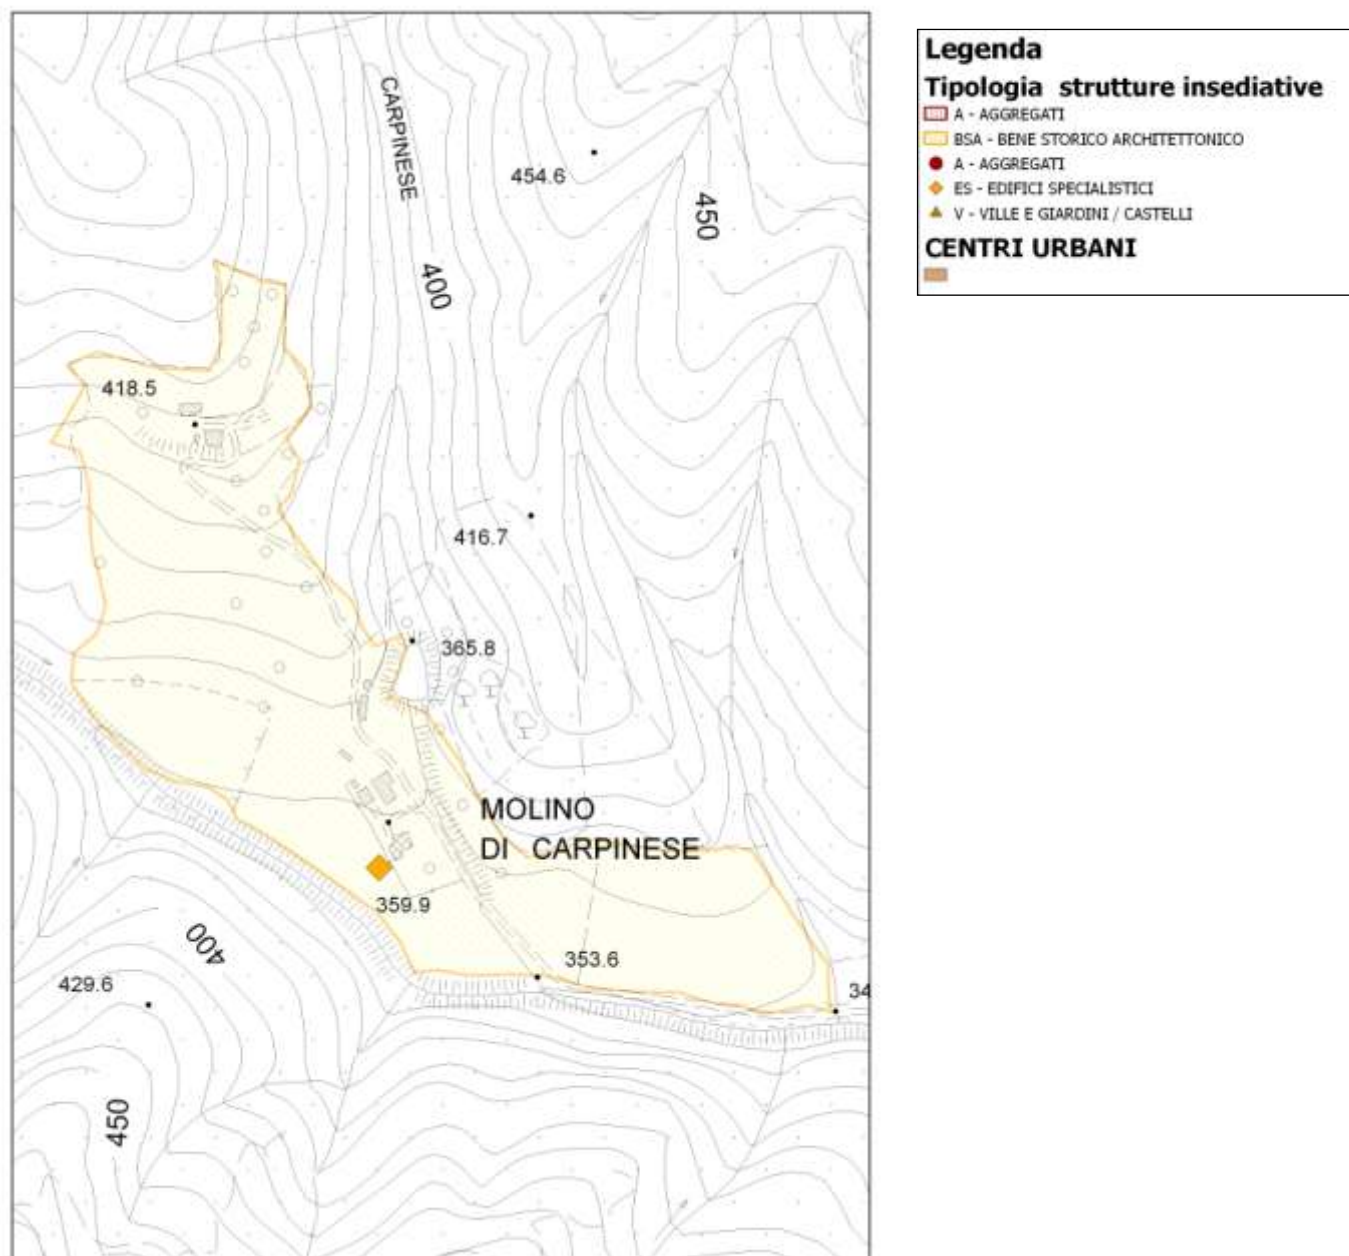 CARPINESE
454.6
450
400
418.5
416.7
365.8
MOLINO
DI CARPINESE
359.9
400
353.6
429.6
34
450
Legenda
Tipologia strutture insediative
A - AGGREGATI
BSA - BENE STORICO ARCHITETTONICO
A - AGGREGATI
ES - EDIFICI SPECIALISTICI
V - VILLE E GIARDINI / CASTELLI
CENTRI URBANI